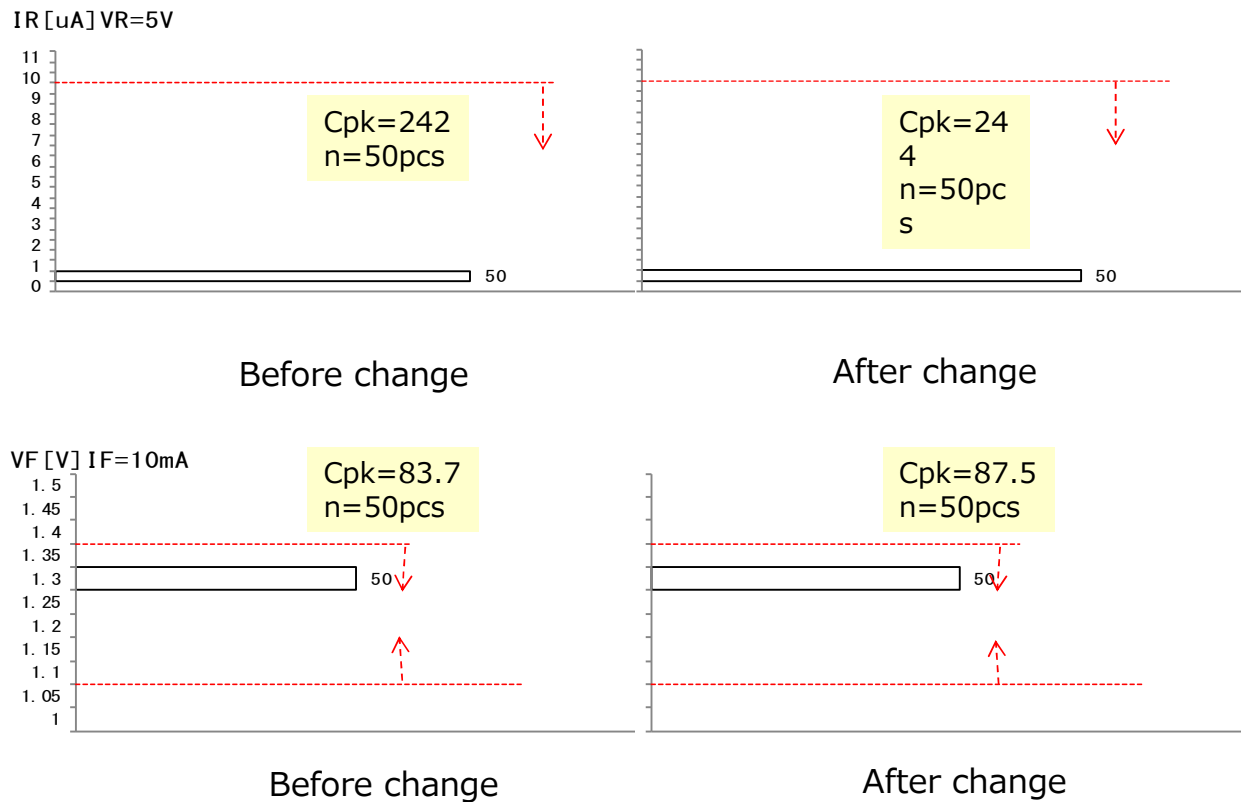 IR[uA] VR=5V
11
10
9
8
7
6
5
4
3
2
1
0
Cpk=242
n=50pcs
50
Cpk=24
4
n=50pc
s
50
Before change
After change
VF[V] IF=10mA
1.5
1.45
1.4
1.35
1.3
1.25
1.2
1.15
1.1
1.05
1
Cpk=83.7
n=50pcs
50
Cpk=87.5
n=50pcs
50
Before change
After change